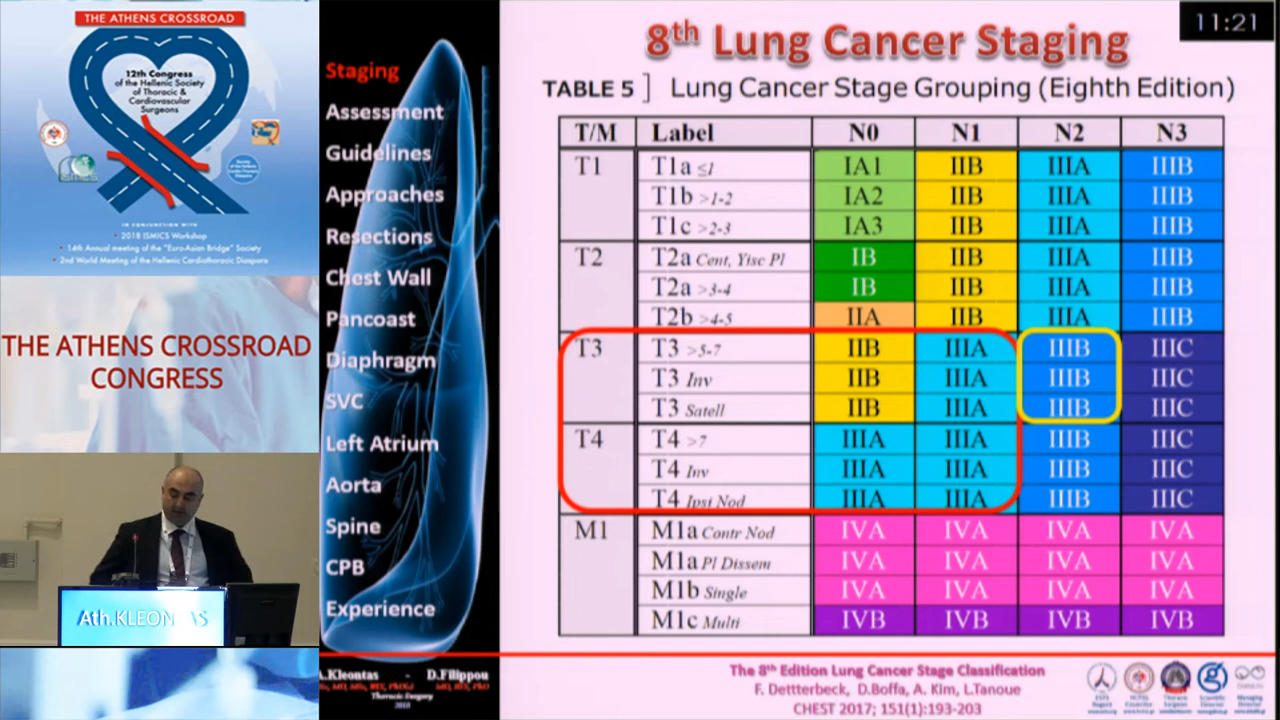 THE ATHENS CROSSROAD
12th Congress
of the Hellenic Society
of Thoracic &
Cardiovascular
Surgeons
IN CONJUNCTION WITH
• 2018 ISMICS Workshop
• 14th Annual meeting of the "Euro-Asian Bridge" Society
• 2nd World Meeting of the Hellenic Cardiothoracic Diaspora
THE ATHENS CROSSROAD
CONGRESS
Ath.KLEON AS
Staging
Assessment
Guidelines
Approaches
Resections
Chest Wall
Pancoast
Diaphragm
SVC
Left Atrium
Aorta
Spine
CPB
Experience
A.Kleontas - D.Filippou
Thoracic Surgery
2018
11:21
8th Lung Cancer Staging
TABLE 5 ] Lung Cancer Stage Grouping (Eighth Edition)
T/M Label N0 N1 N2 N3
T1 T1a ≤1 IA1 IIB IIIA IIIB
T1b >1-2 IA2 IIB IIIA IIIB
T1c >2-3 IA3 IIB IIIA IIIB
T2 T2a Cent, Yisc Pl IB IIB IIIA IIIB
T2a >3-4 IB IIB IIIA IIIB
T2b >4-5 IIA IIB IIIA IIIB
T3 T3 >5-7 IIB IIIA IIIB IIIC
T3 Inv IIB IIIA IIIB IIIC
T3 Satell IIB IIIA IIIB IIIC
T4 T4 >7 IIIA IIIA IIIB IIIC
T4 Inv IIIA IIIA IIIB IIIC
T4 Ipsi Nod IIIA IIIA IIIB IIIC
M1 M1a Contr Nod IVA IVA IVA IVA
M1a Pl Dissem IVA IVA IVA IVA
M1b Single IVA IVA IVA IVA
M1c Multi IVB IVB IVB IVB
The 8th Edition Lung Cancer Stage Classification
F. Dettterbeck, D.Boffa, A. Kim, L.Tanoue
CHEST 2017; 151(1):193-203